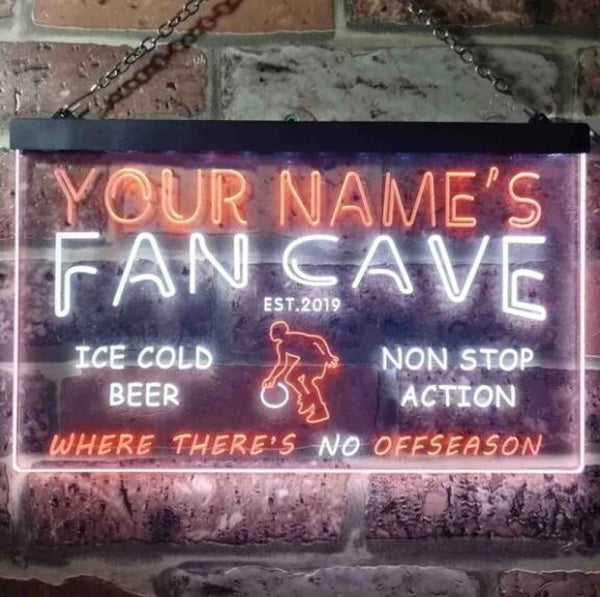 YOUR NAME'S
FAN CAVE
EST.2019
ICE COLD
BEER
NON STOP
ACTION
WHERE THERE'S NO OFFSEASON